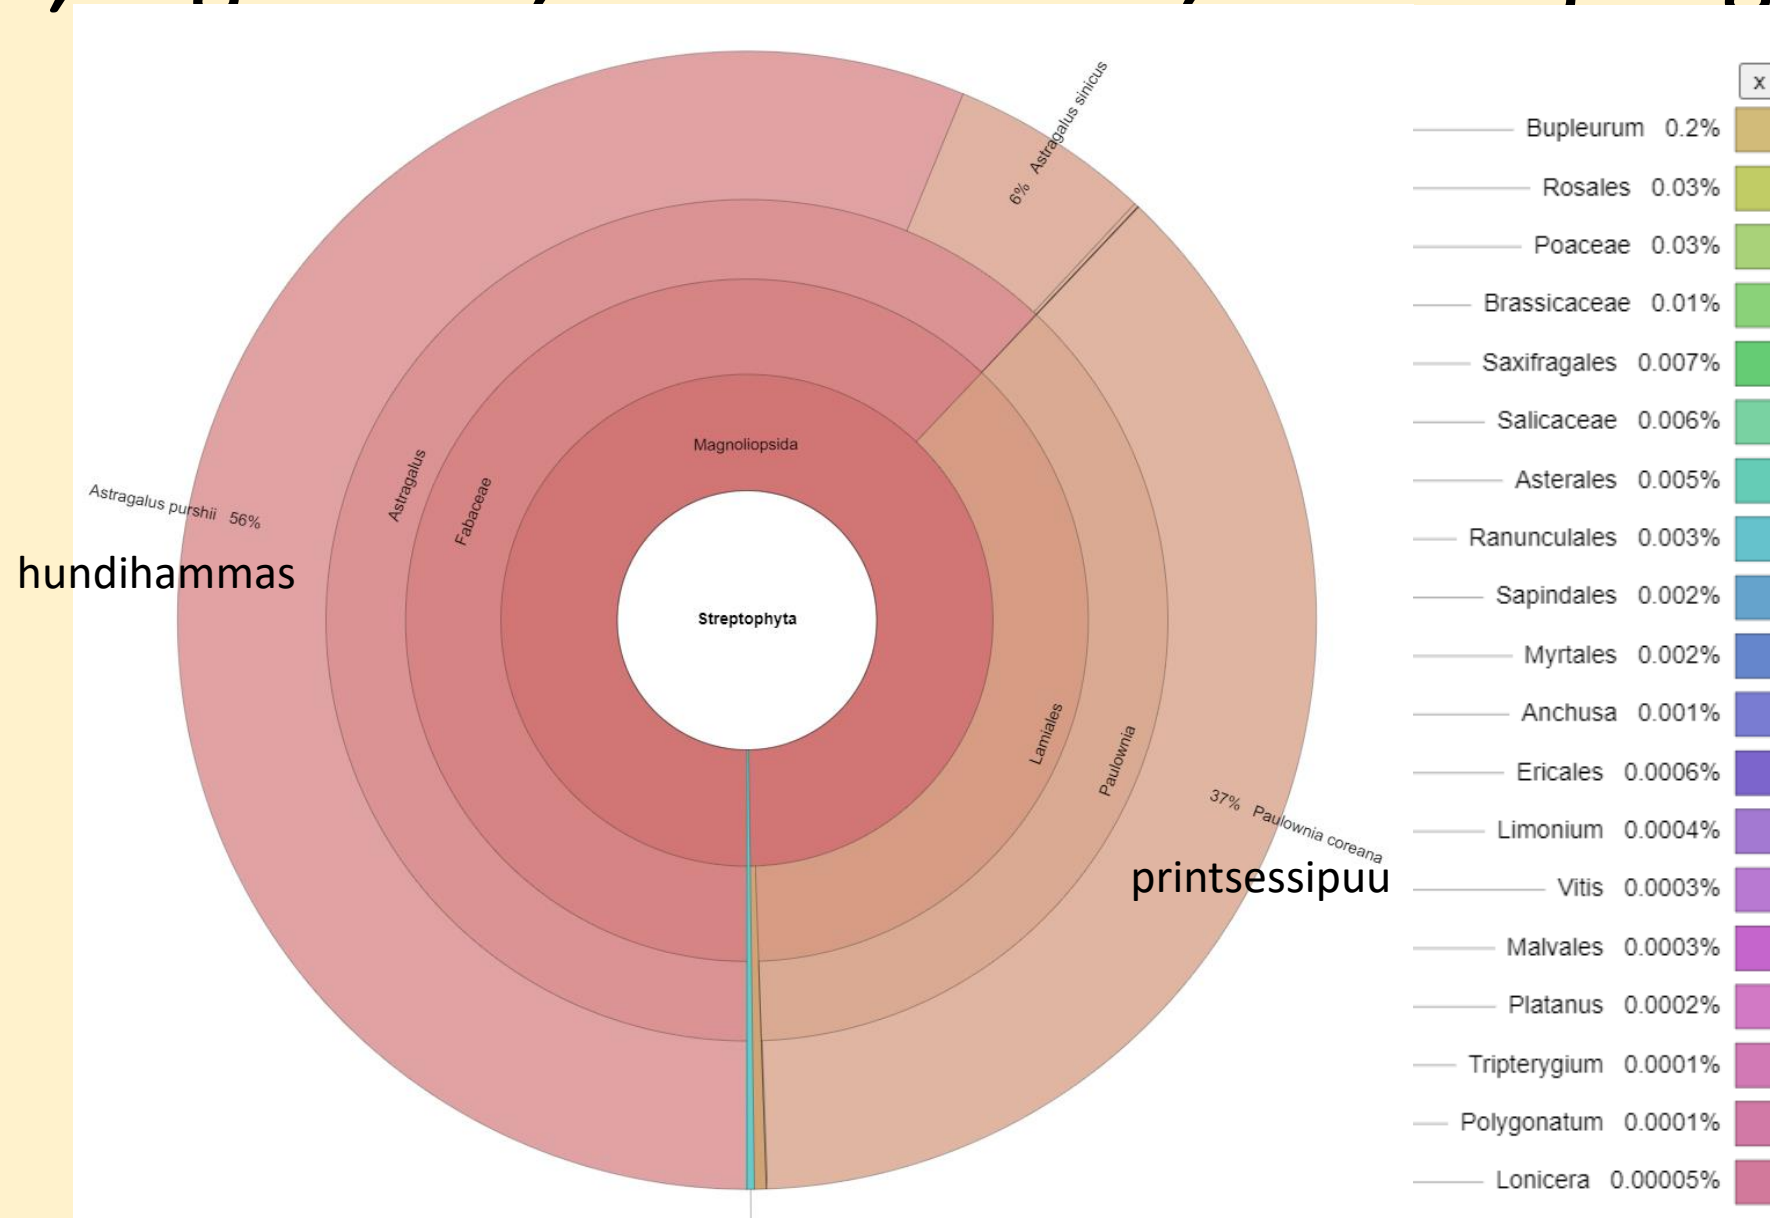 Astragalus sinicus
6%
Magnoliopsida
Astragalus
Fabaceae
Astragalus purshii 56%
hundihammas
Streptophyta
Lamiales
Paulownia
37% Paulownia coreana
printsessipuu
x
Bupleurum 0.2%
Rosales 0.03%
Poaceae 0.03%
Brassicaceae 0.01%
Saxifragales 0.007%
Salicaceae 0.006%
Asterales 0.005%
Ranunculales 0.003%
Sapindales 0.002%
Myrtales 0.002%
Anchusa 0.001%
Ericales 0.0006%
Limonium 0.0004%
Vitis 0.0003%
Malvales 0.0003%
Platanus 0.0002%
Tripterygium 0.0001%
Polygonatum 0.0001%
Lonicera 0.00005%